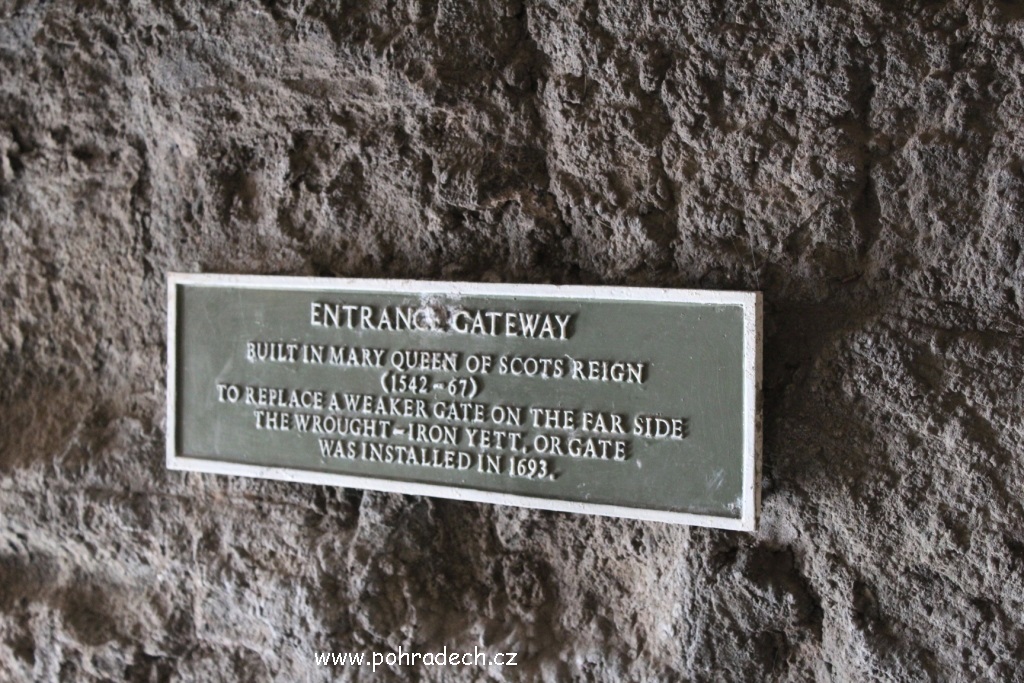 ENTRANCE GATEWAY
BUILT IN MARY QUEEN OF SCOTS REIGN
(1542-67)
TO REPLACE A WEAKER GATE ON THE FAR SIDE
THE WROUGHT-IRON YETT, OR GATE
WAS INSTALLED IN 1693.
www.pohradech.cz